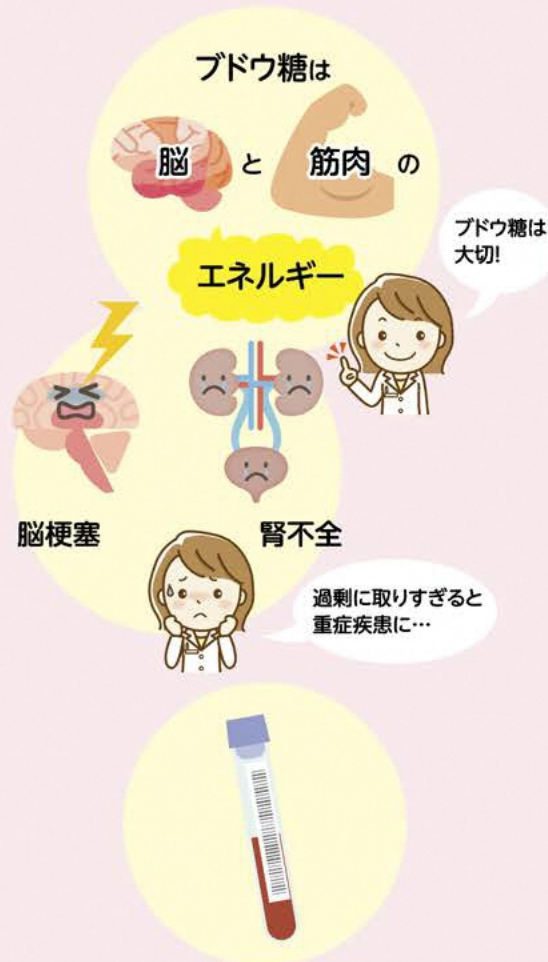 ブドウ糖は
脳と筋肉の
ブドウ糖は
大切!
エネルギー
脳梗塞
腎不全
過剰に取りすぎると
重症疾患に…